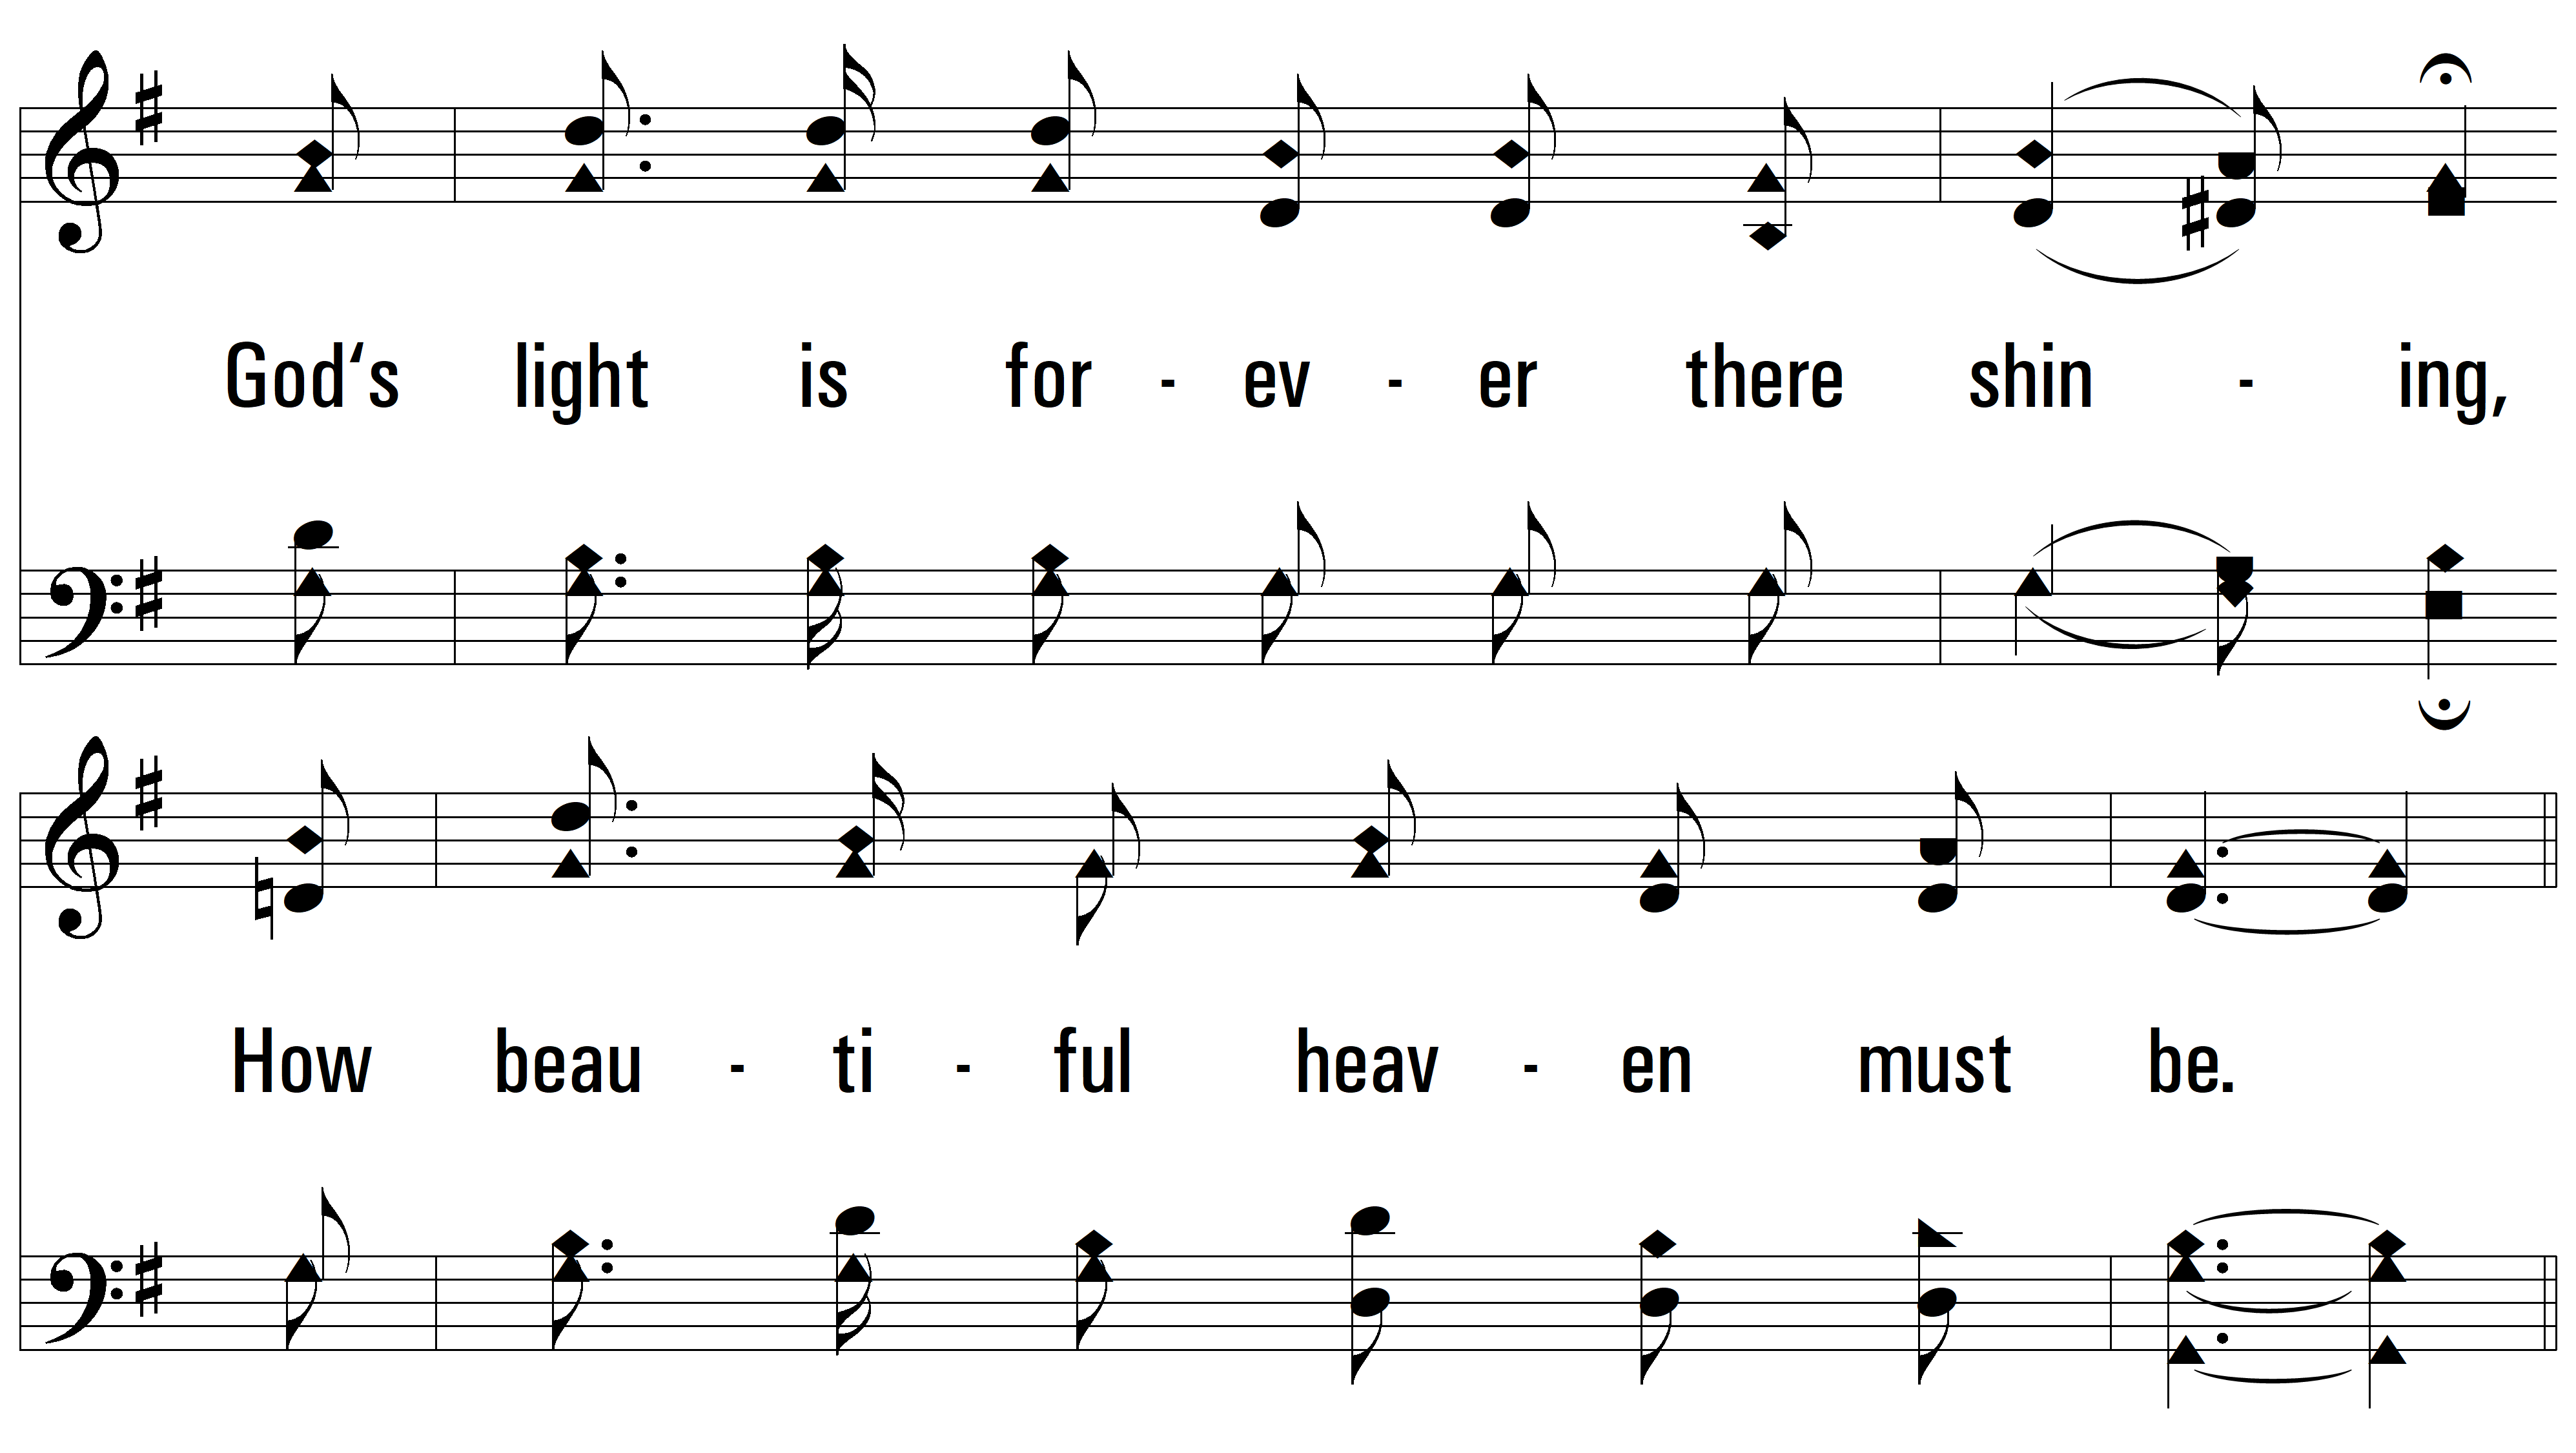 God‘s light is for - ev - er there shin - ing,
How beau - ti - ful heav - en must be.